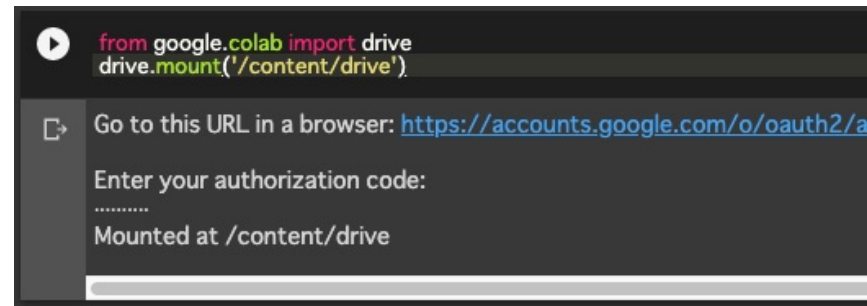 from google.colab import drive
drive.mount('/content/drive')
Go to this URL in a browser: https://accounts.google.com/o/oauth2/a
Enter your authorization code:
··········
Mounted at /content/drive